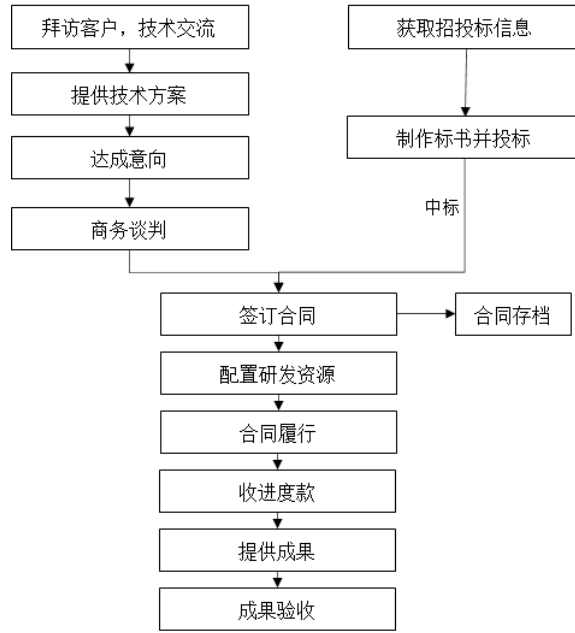 拜访客户，技术交流
获取招投标信息
提供技术方案
制作标书并投标
达成意向
中标
商务谈判
签订合同
合同存档
配置研发资源
合同履行
收进度款
提供成果
成果验收